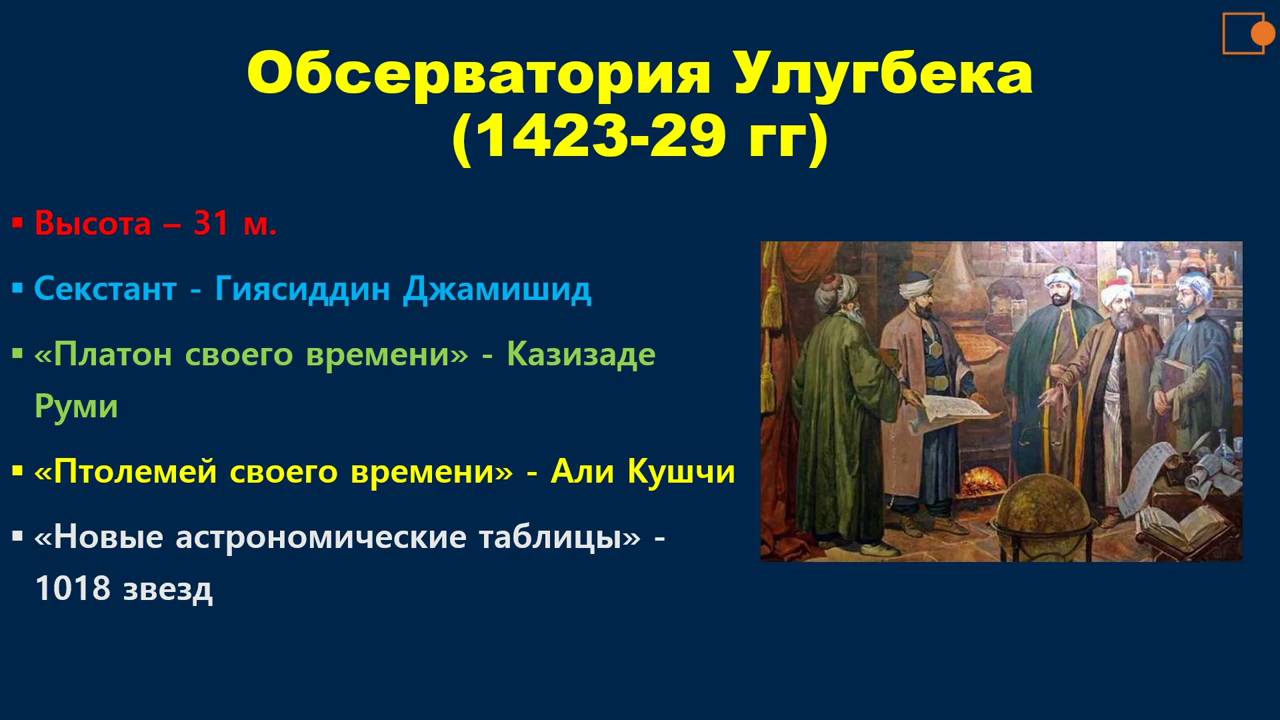 Обсерватория Улугбека
(1423-29 гг)
▪ Высота – 31 м.
▪ Секстант - Гиясиддин Джамишид
▪ «Платон своего времени» - Казизаде
Руми
▪ «Птолемей своего времени» - Али Кушчи
▪ «Новые астрономические таблицы» -
1018 звезд